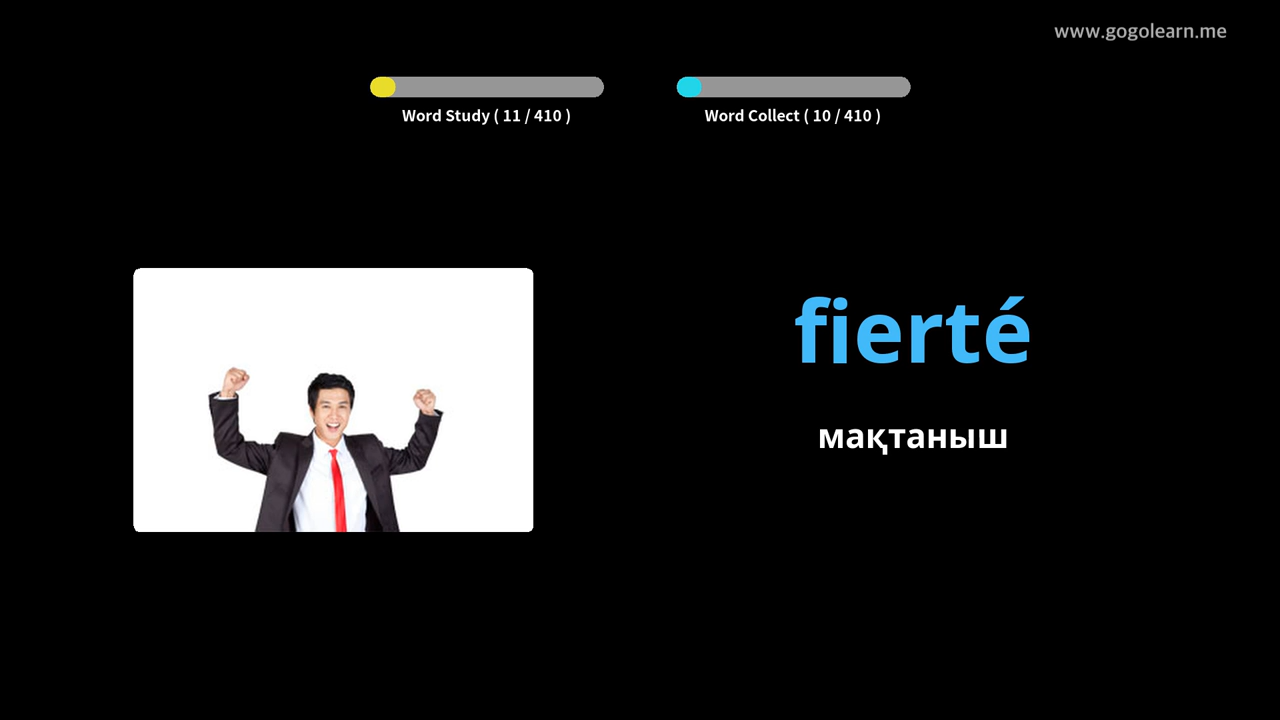 www.gogolearn.me
Word Study ( 11 / 410 )
Word Collect ( 10 / 410 )
fierté
мақтаныш